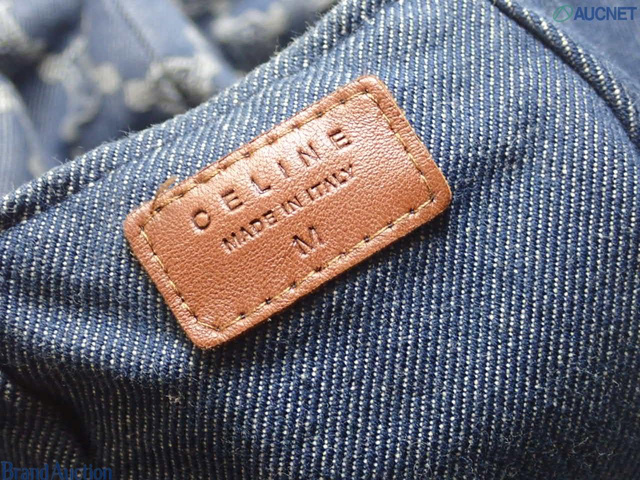 AUCNET
CELINE
MADE IN ITALY
M
Brand Auction